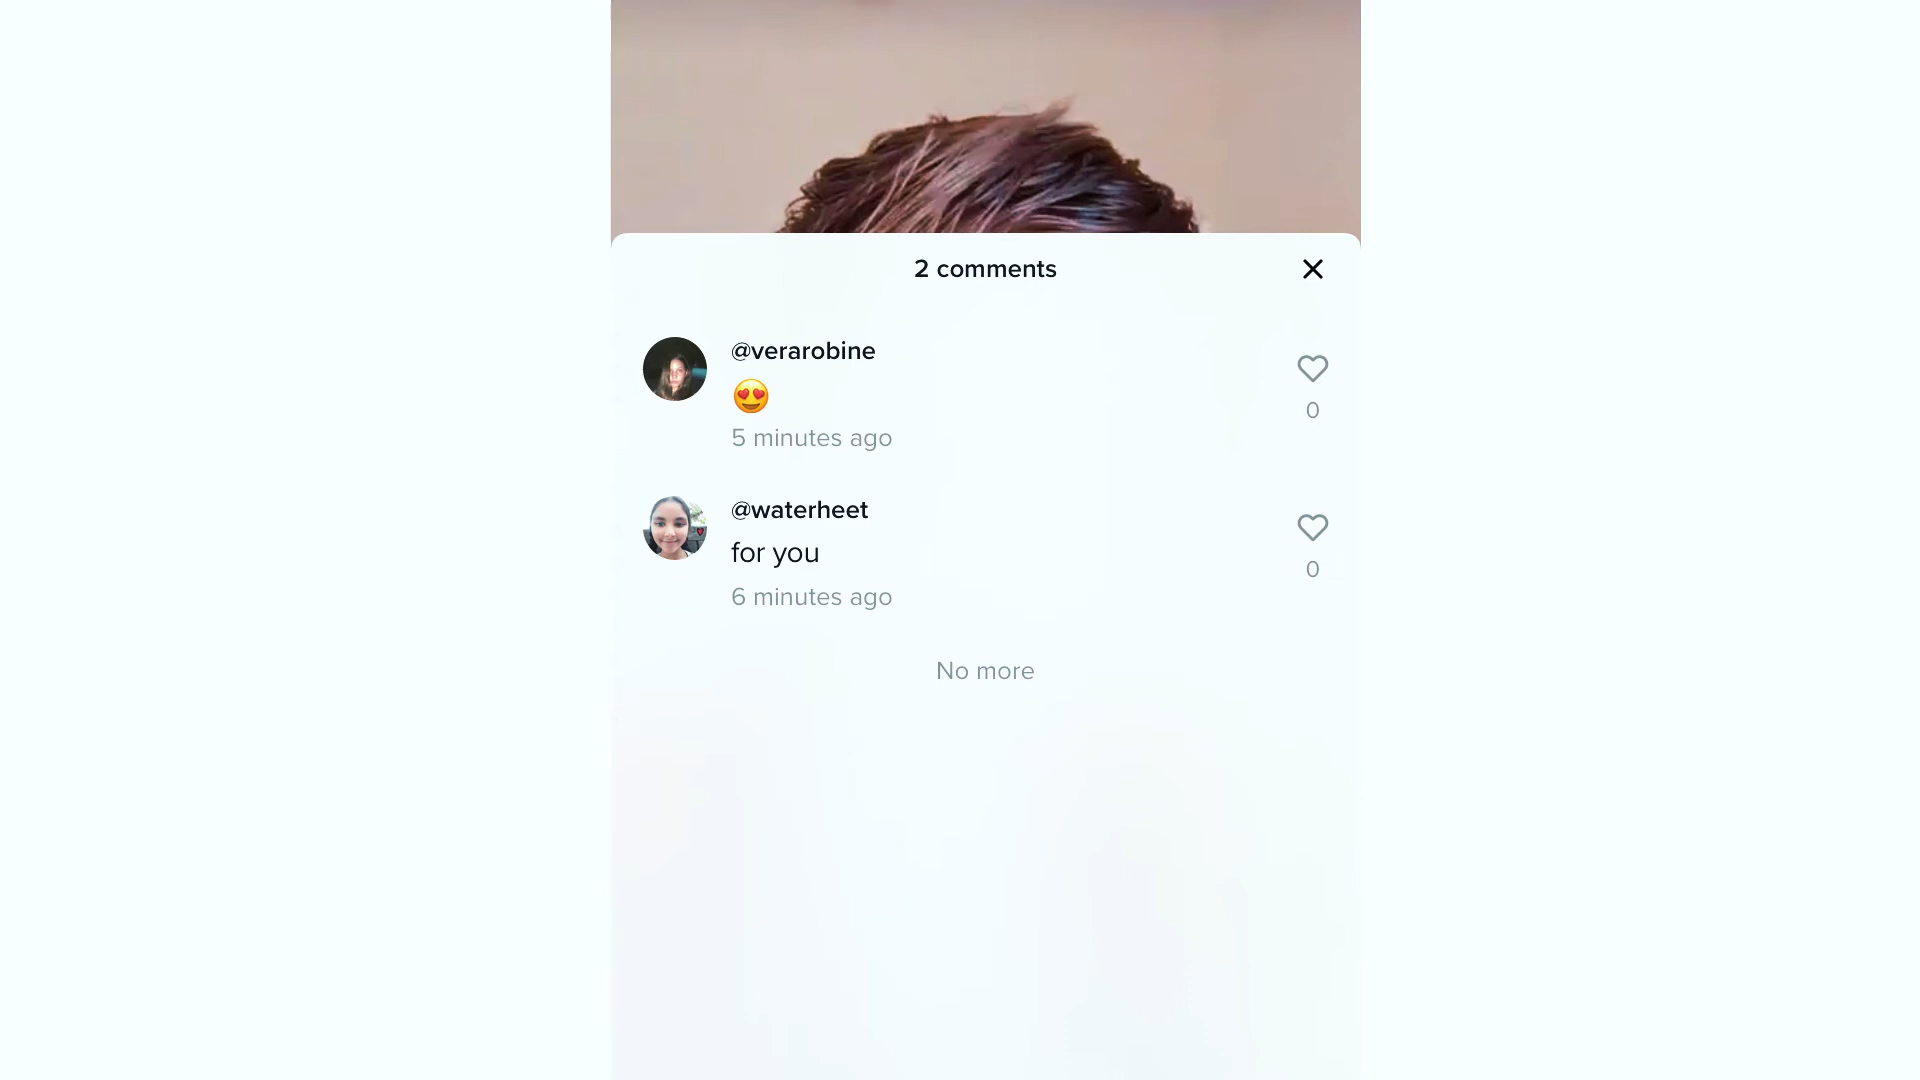 2 comments
@verarobine
😍
5 minutes ago
0
@waterheet
for you
6 minutes ago
0
No more